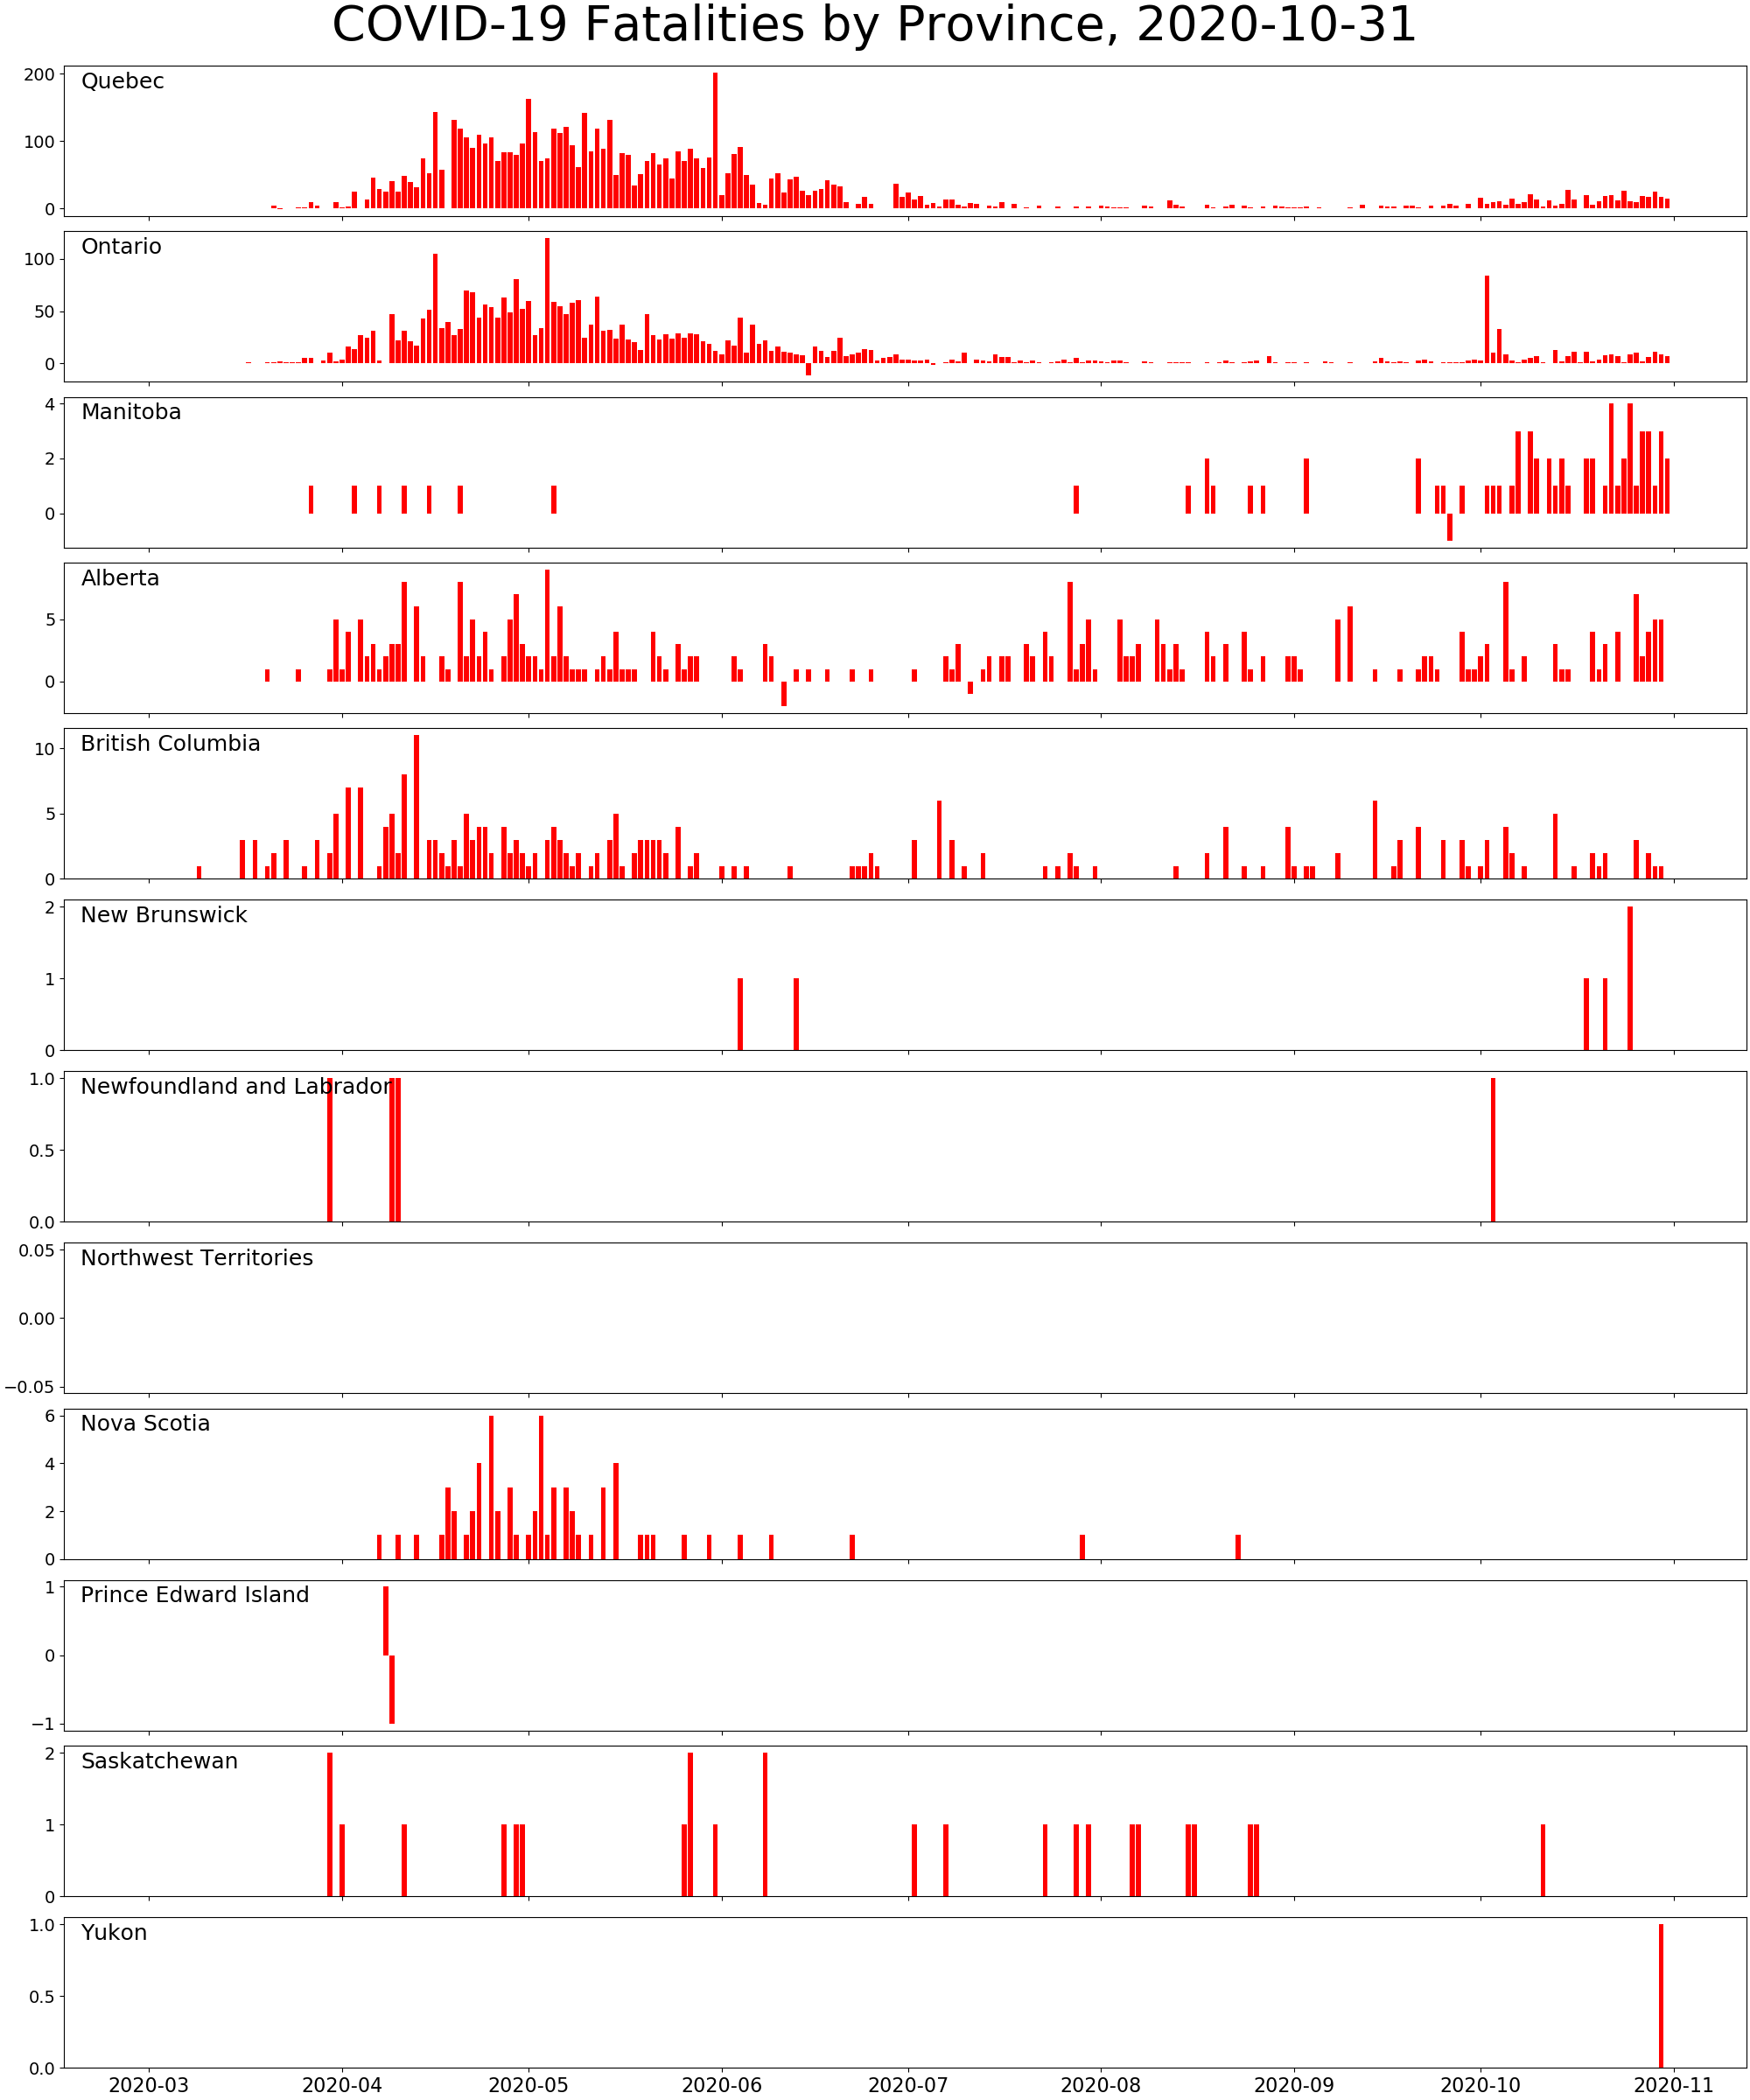 COVID-19 Fatalities by Province, 2020-10-31
Quebec
200
100
0
Ontario
100
50
0
Manitoba
4
2
0
Alberta
5
0
British Columbia
10
5
0
New Brunswick
2
1
0
Newfoundland and Labrador
1.0
0.5
0.0
Northwest Territories
0.05
0.00
−0.05
Nova Scotia
6
4
2
0
Prince Edward Island
1
0
−1
Saskatchewan
2
1
0
Yukon
1.0
0.5
0.0
2020-03 2020-04 2020-05 2020-06 2020-07 2020-08 2020-09 2020-10 2020-11